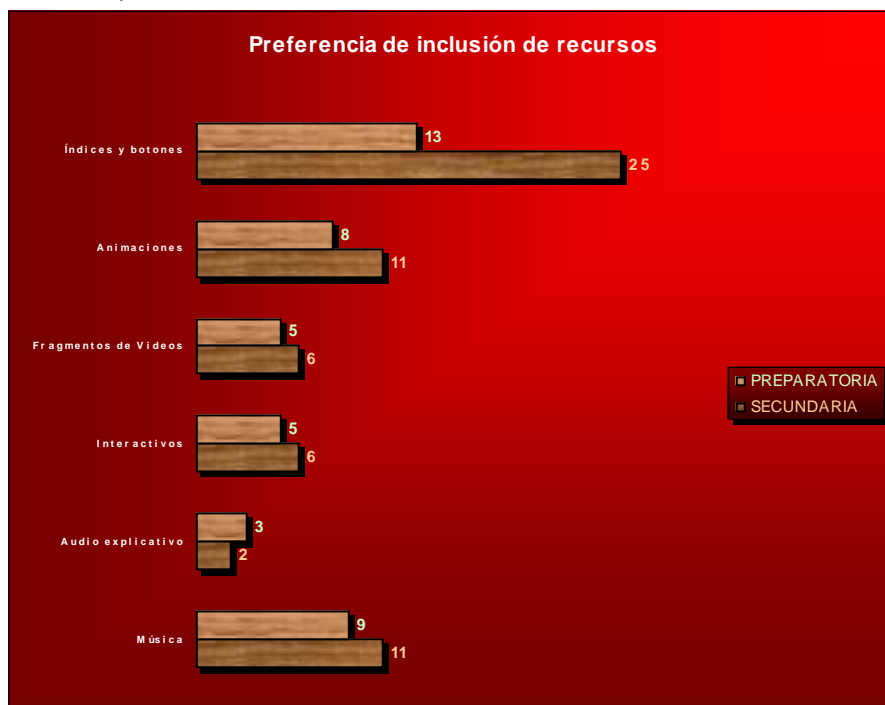 Preferencia de inclusión de recursos
Índices y botones
13
25
Animaciones
8
11
Fragmentos de Videos
5
6
Interactivos
5
6
Audio explicativo
3
2
Música
9
11
PREPARATORIA
SECUNDARIA